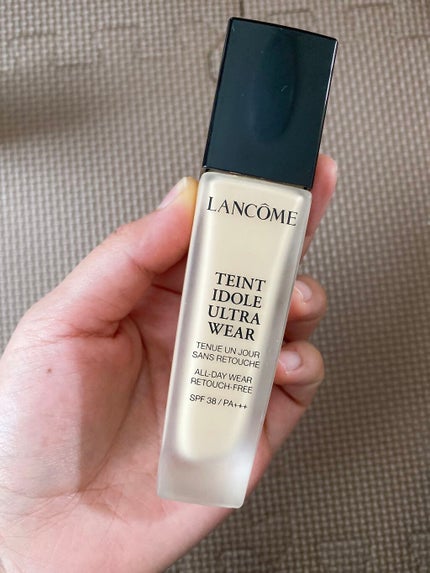 LANCÔME
TEINT
IDOLE
ULTRA
WEAR
TENUE UN JOUR
SANS RETOUCHE
ALL-DAY WEAR
RETOUCH-FREE
SPF 38 / PA+++